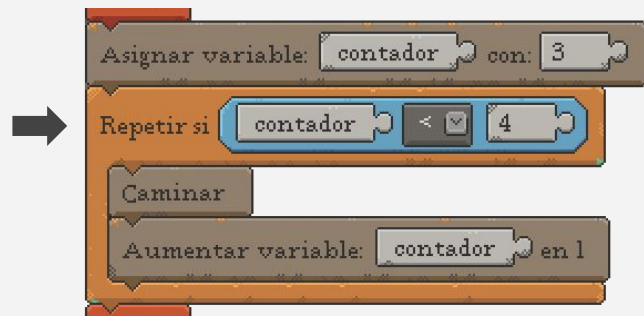 Asignar variable: contador con: 3
Repetir si contador < 4
Caminar
Aumentar variable: contador en 1